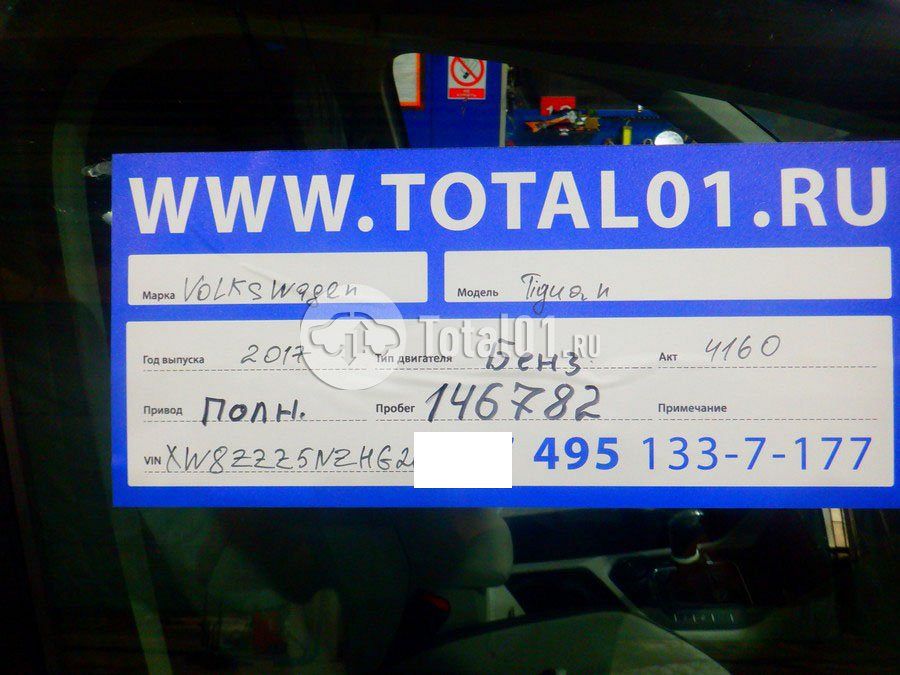 WWW.TOTAL01.RU
Марка Volkswagen Модель Tiguan
Total01.ru
Год выпуска 2017 Тип двигателя Бенз Акт 4160
Привод Полн. Пробег 146782 Примечание
VIN XW8ZZZ5NZHG2 495 133-7-177